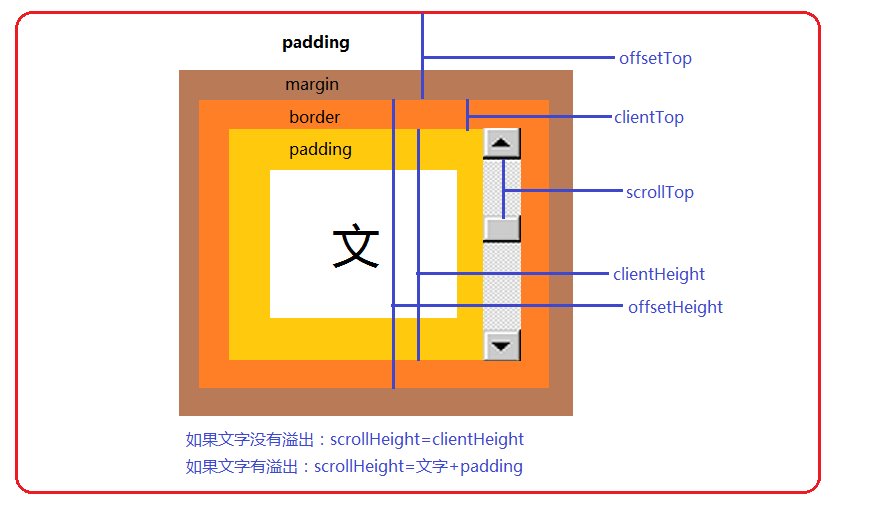 padding
offsetTop
margin
border
clientTop
padding
scrollTop
文
clientHeight
offsetHeight
如果文字没有溢出：scrollHeight=clientHeight
如果文字有溢出：scrollHeight=文字+padding